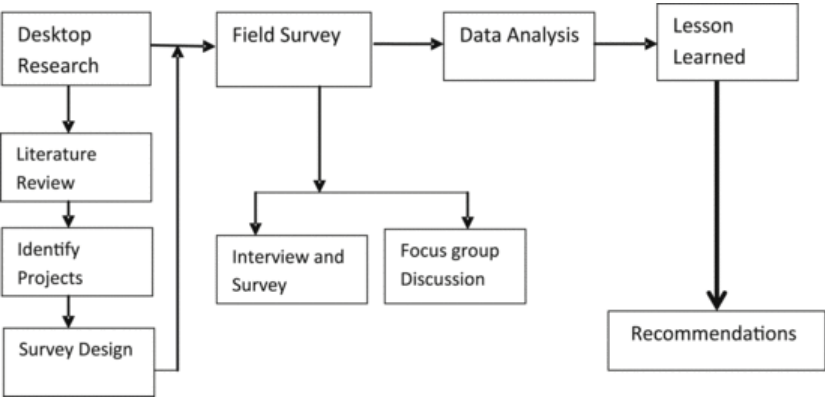 Desktop
Research
Field Survey
Data Analysis
Lesson
Learned
Literature
Review
Identify
Projects
Survey Design
Interview and
Survey
Focus group
Discussion
Recommendations